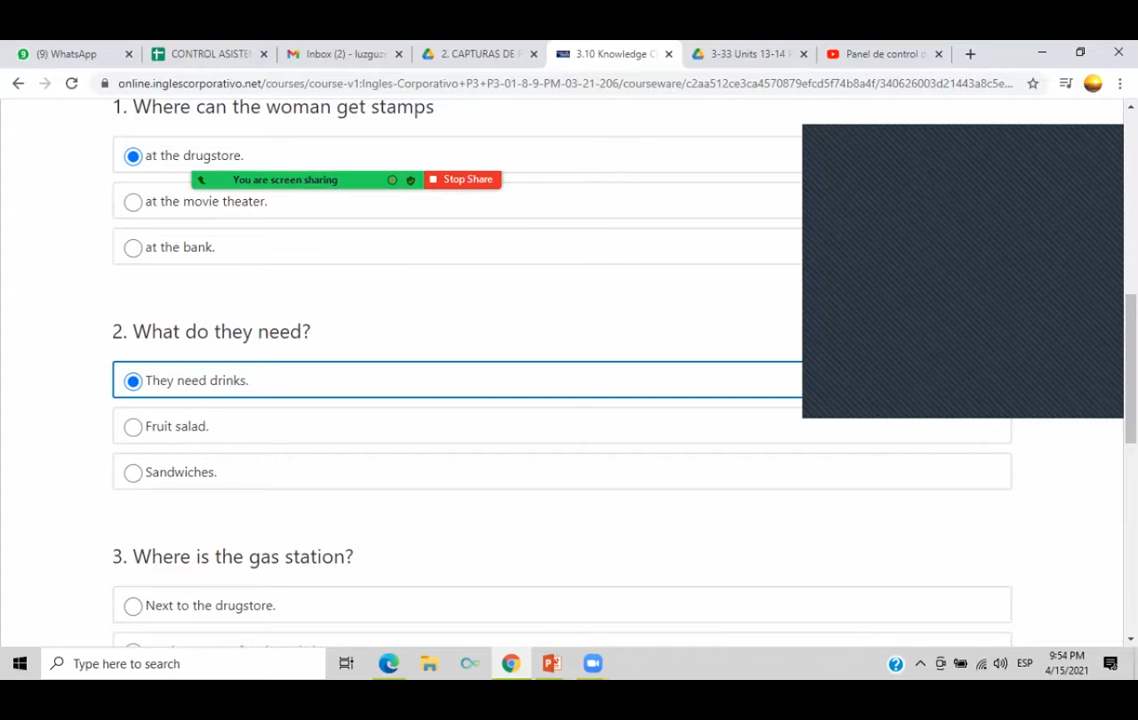 (9) WhatsApp
CONTROL ASISTE
Inbox (2) - luzguz
2. CAPTURAS DE
3.10 Knowledge C
3-33 Units 13-14
Panel de control d
online.inglescorporativo.net/courses/course-v1:Ingles-Corporativo+P3+P3-01-8-9-PM-03-21-206/courseware/c2aa512ce3ca4570879efcd5f74b8a4f/340626003d21443a8c5e...
1. Where can the woman get stamps
at the drugstore.
You are screen sharing
Stop Share
at the movie theater.
at the bank.
2. What do they need?
They need drinks.
Fruit salad.
Sandwiches.
3. Where is the gas station?
Next to the drugstore.
Type here to search
ESP
9:54 PM
4/15/2021